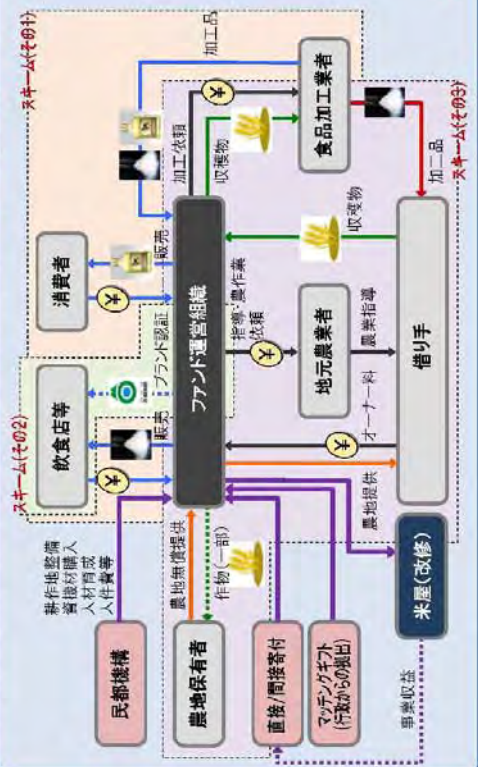 スキーム(その1)
スキーム(その2)
スキーム(その3)
飲食店等
消費者
加工品
耕作地整備
資機材購入
人材育成
人件費等
販売
ブランド認証
販売
加工依頼
収穫物
民都機構
農地保有者
農地無償提供
作物(一部)
ファンド運営組織
食品加工業者
指導・農作業
依頼
地元農業者
収穫物
加工品
直接/間接寄付
マッチングギフト
(行政からの拠出)
農地提供
オーナー料
農業指導
借り手
米屋(改修)
事業収益
大
大
大
大
大